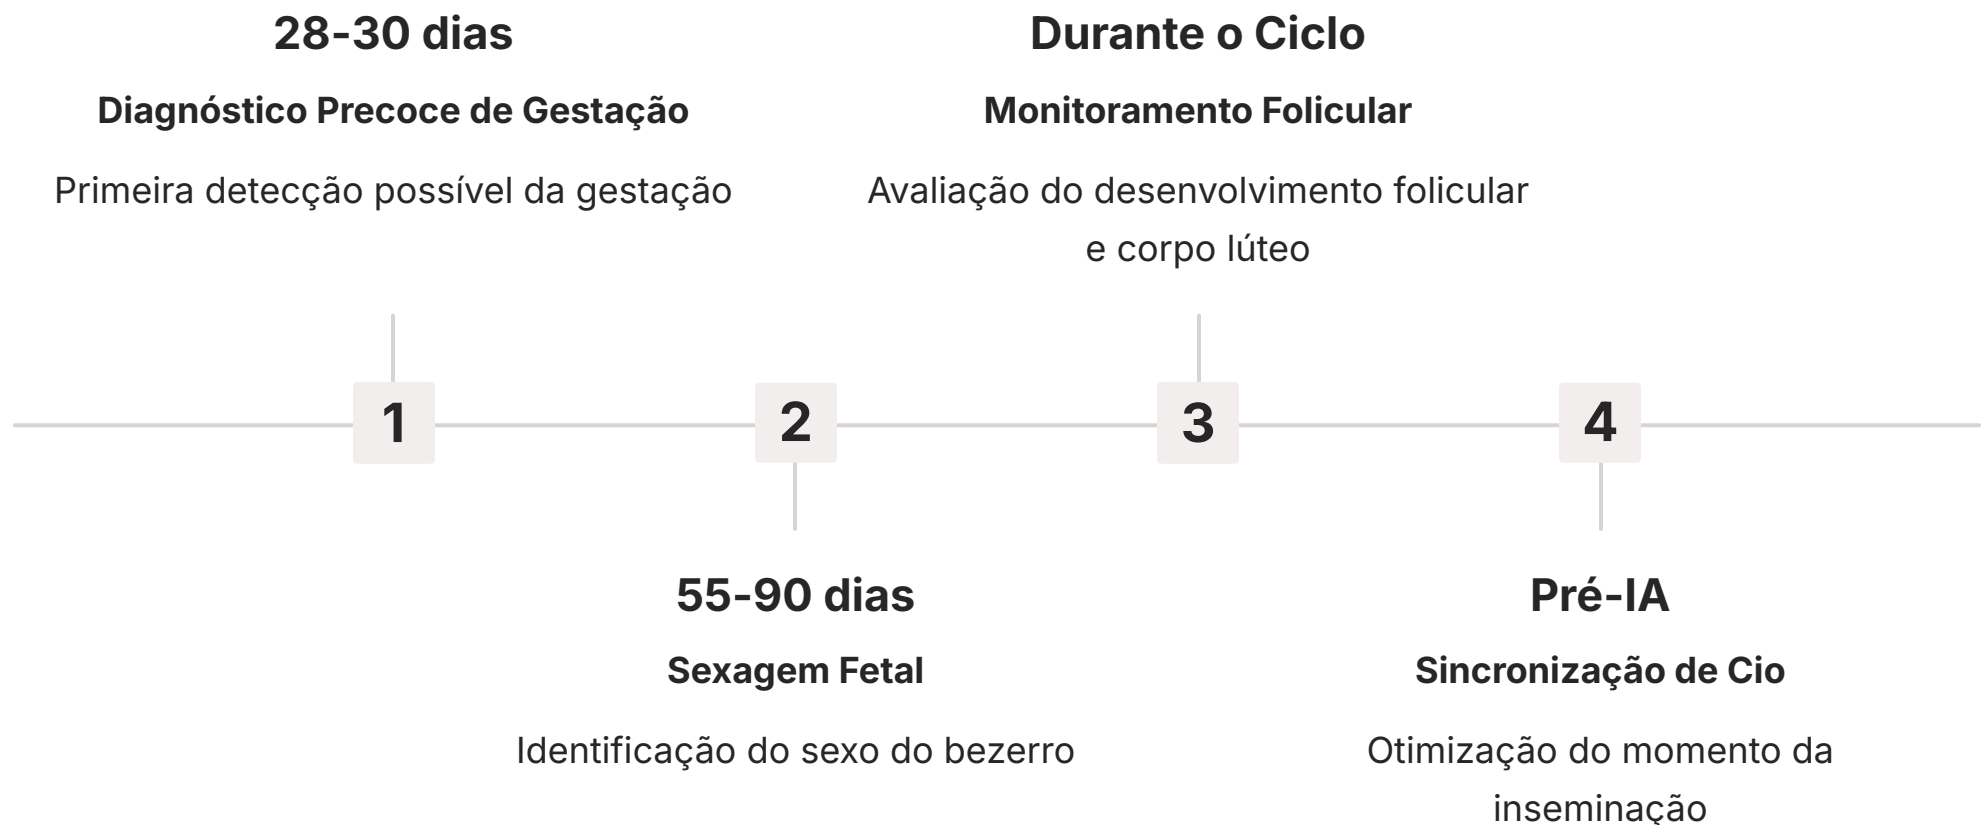 28-30 dias
Diagnóstico Precoce de Gestação
Primeira detecção possível da gestação
Durante o Ciclo
Monitoramento Folicular
Avaliação do desenvolvimento folicular
e corpo lúteo
1
2
3
4
55-90 dias
Sexagem Fetal
Identificação do sexo do bezerro
Pré-IA
Sincronização de Cio
Otimização do momento da
inseminação